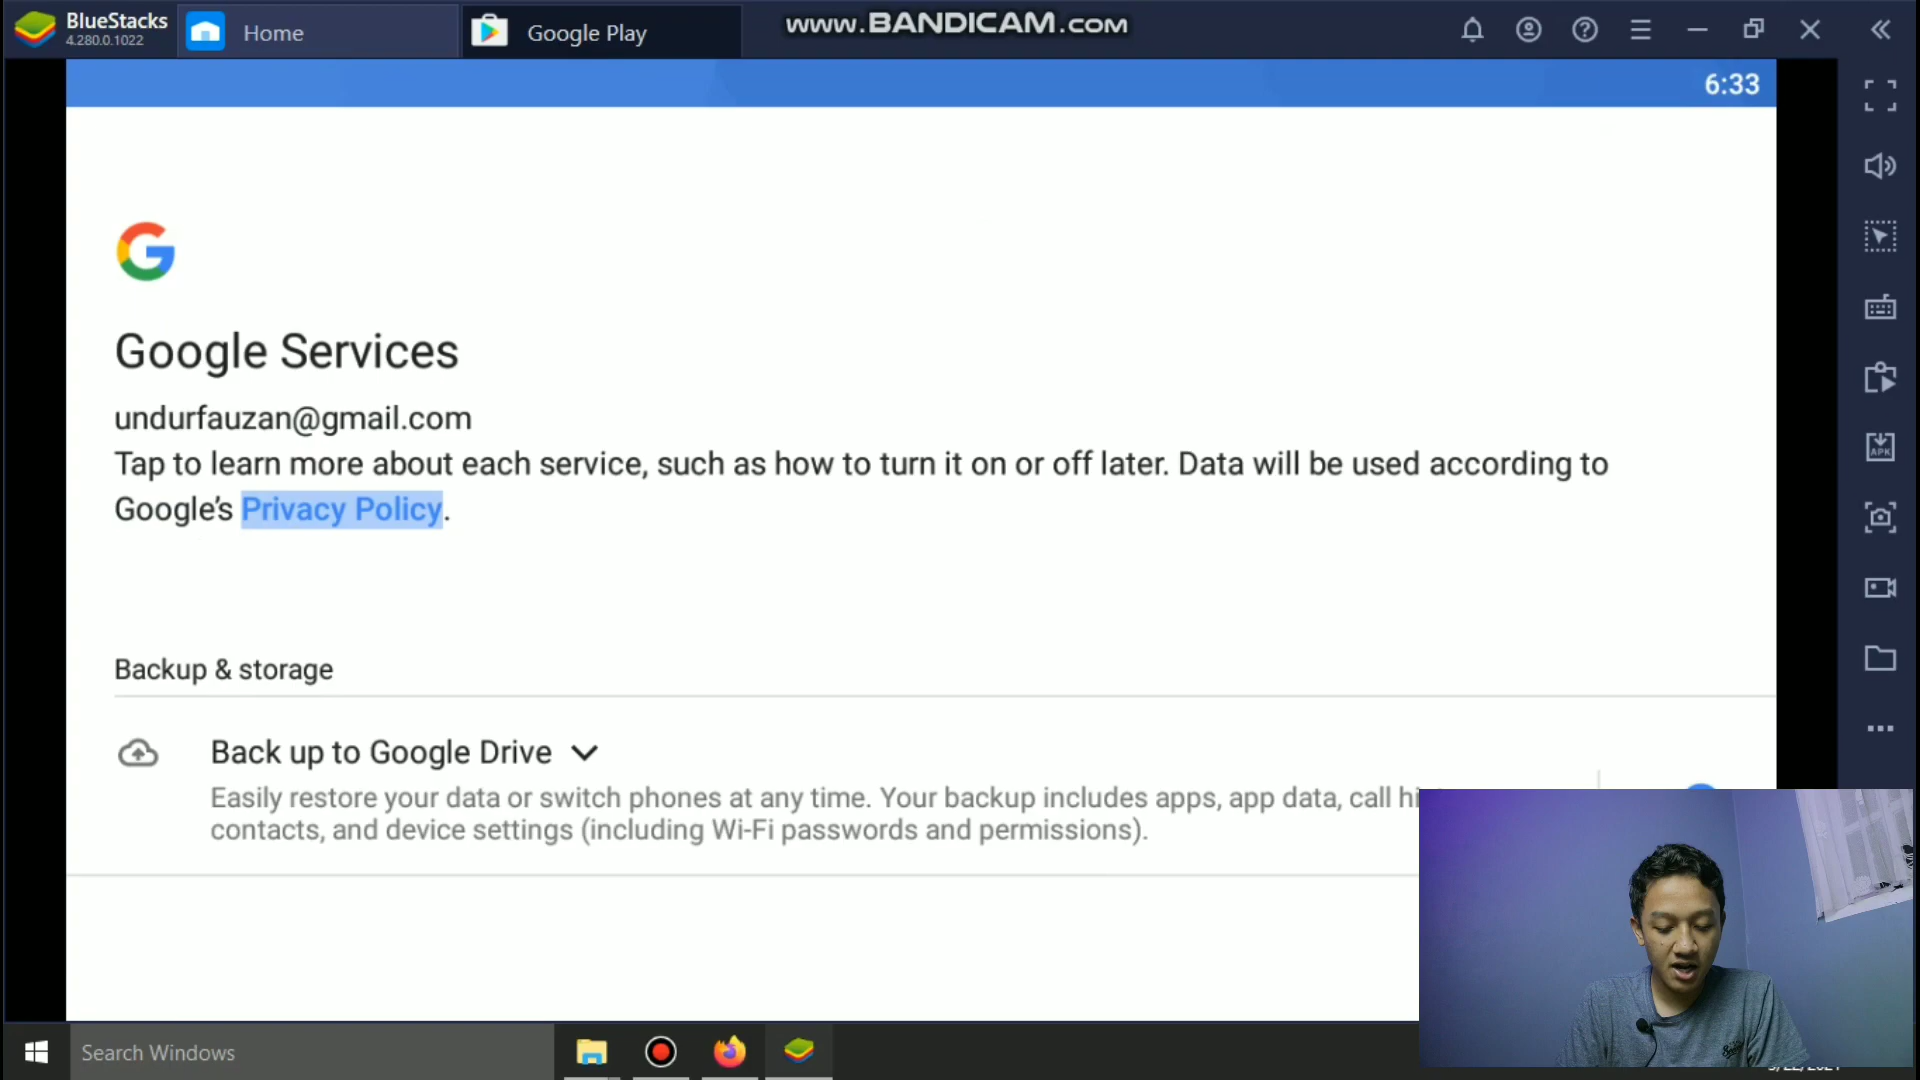 BlueStacks
4.280.0.1022
Home
Google Play
www.BANDICAM.com
6:33
Google Services
undurfauzan@gmail.com
Tap to learn more about each service, such as how to turn it on or off later. Data will be used according to
Google’s Privacy Policy.
Backup & storage
Back up to Google Drive
Easily restore your data or switch phones at any time. Your backup includes apps, app data, call
contacts, and device settings (including Wi-Fi passwords and permissions).
APK
Search Windows